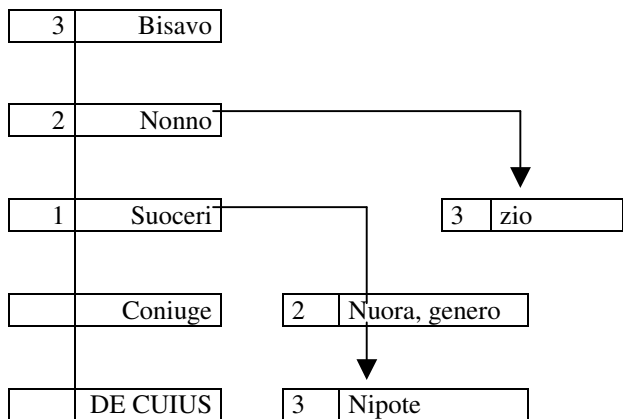 3 Bisavo
2 Nonno
1 Suoceri 3 zio
Coniuge 2 Nuora, genero
DE CUIUS 3 Nipote